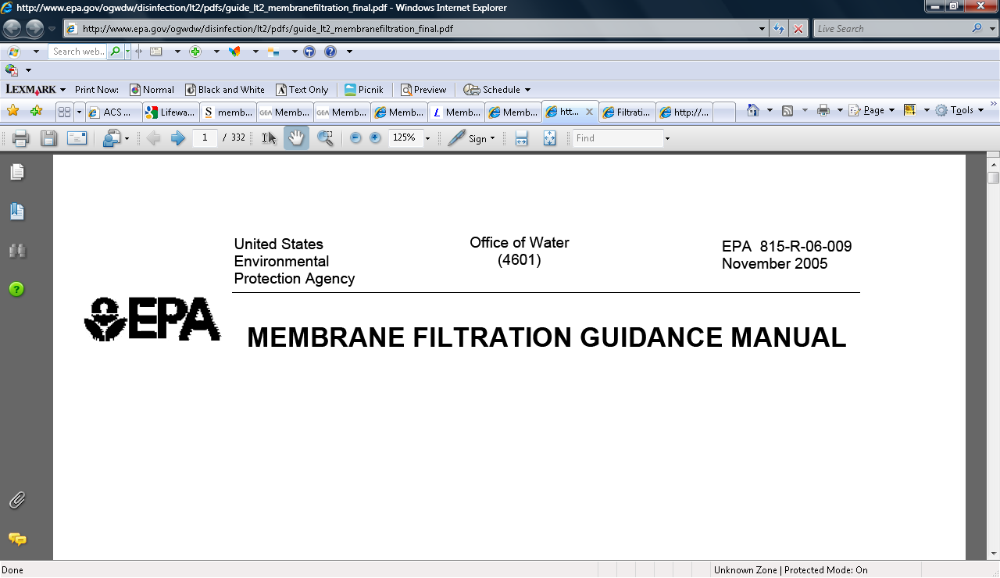 http://www.epa.gov/ogwdw/disinfection/lt2/pdfs/guide_lt2_membranefiltration_final.pdf - Windows Internet Explorer
http://www.epa.gov/ogwdw/disinfection/lt2/pdfs/guide_lt2_membranefiltration_final.pdf
Live Search
Search web..
LEXMARK Print Now: Normal Black and White Text Only Picnik Preview Schedule
ACS ... Lifewa... S memb... GEA Memb... GEA Memb... Memb... L Memb... Memb... htt... Filtrati... http://... Page Tools
1 / 332 125% Sign Find
United States
Environmental
Protection Agency
Office of Water
(4601)
EPA 815-R-06-009
November 2005
EPA
MEMBRANE FILTRATION GUIDANCE MANUAL
Done
Unknown Zone | Protected Mode: On